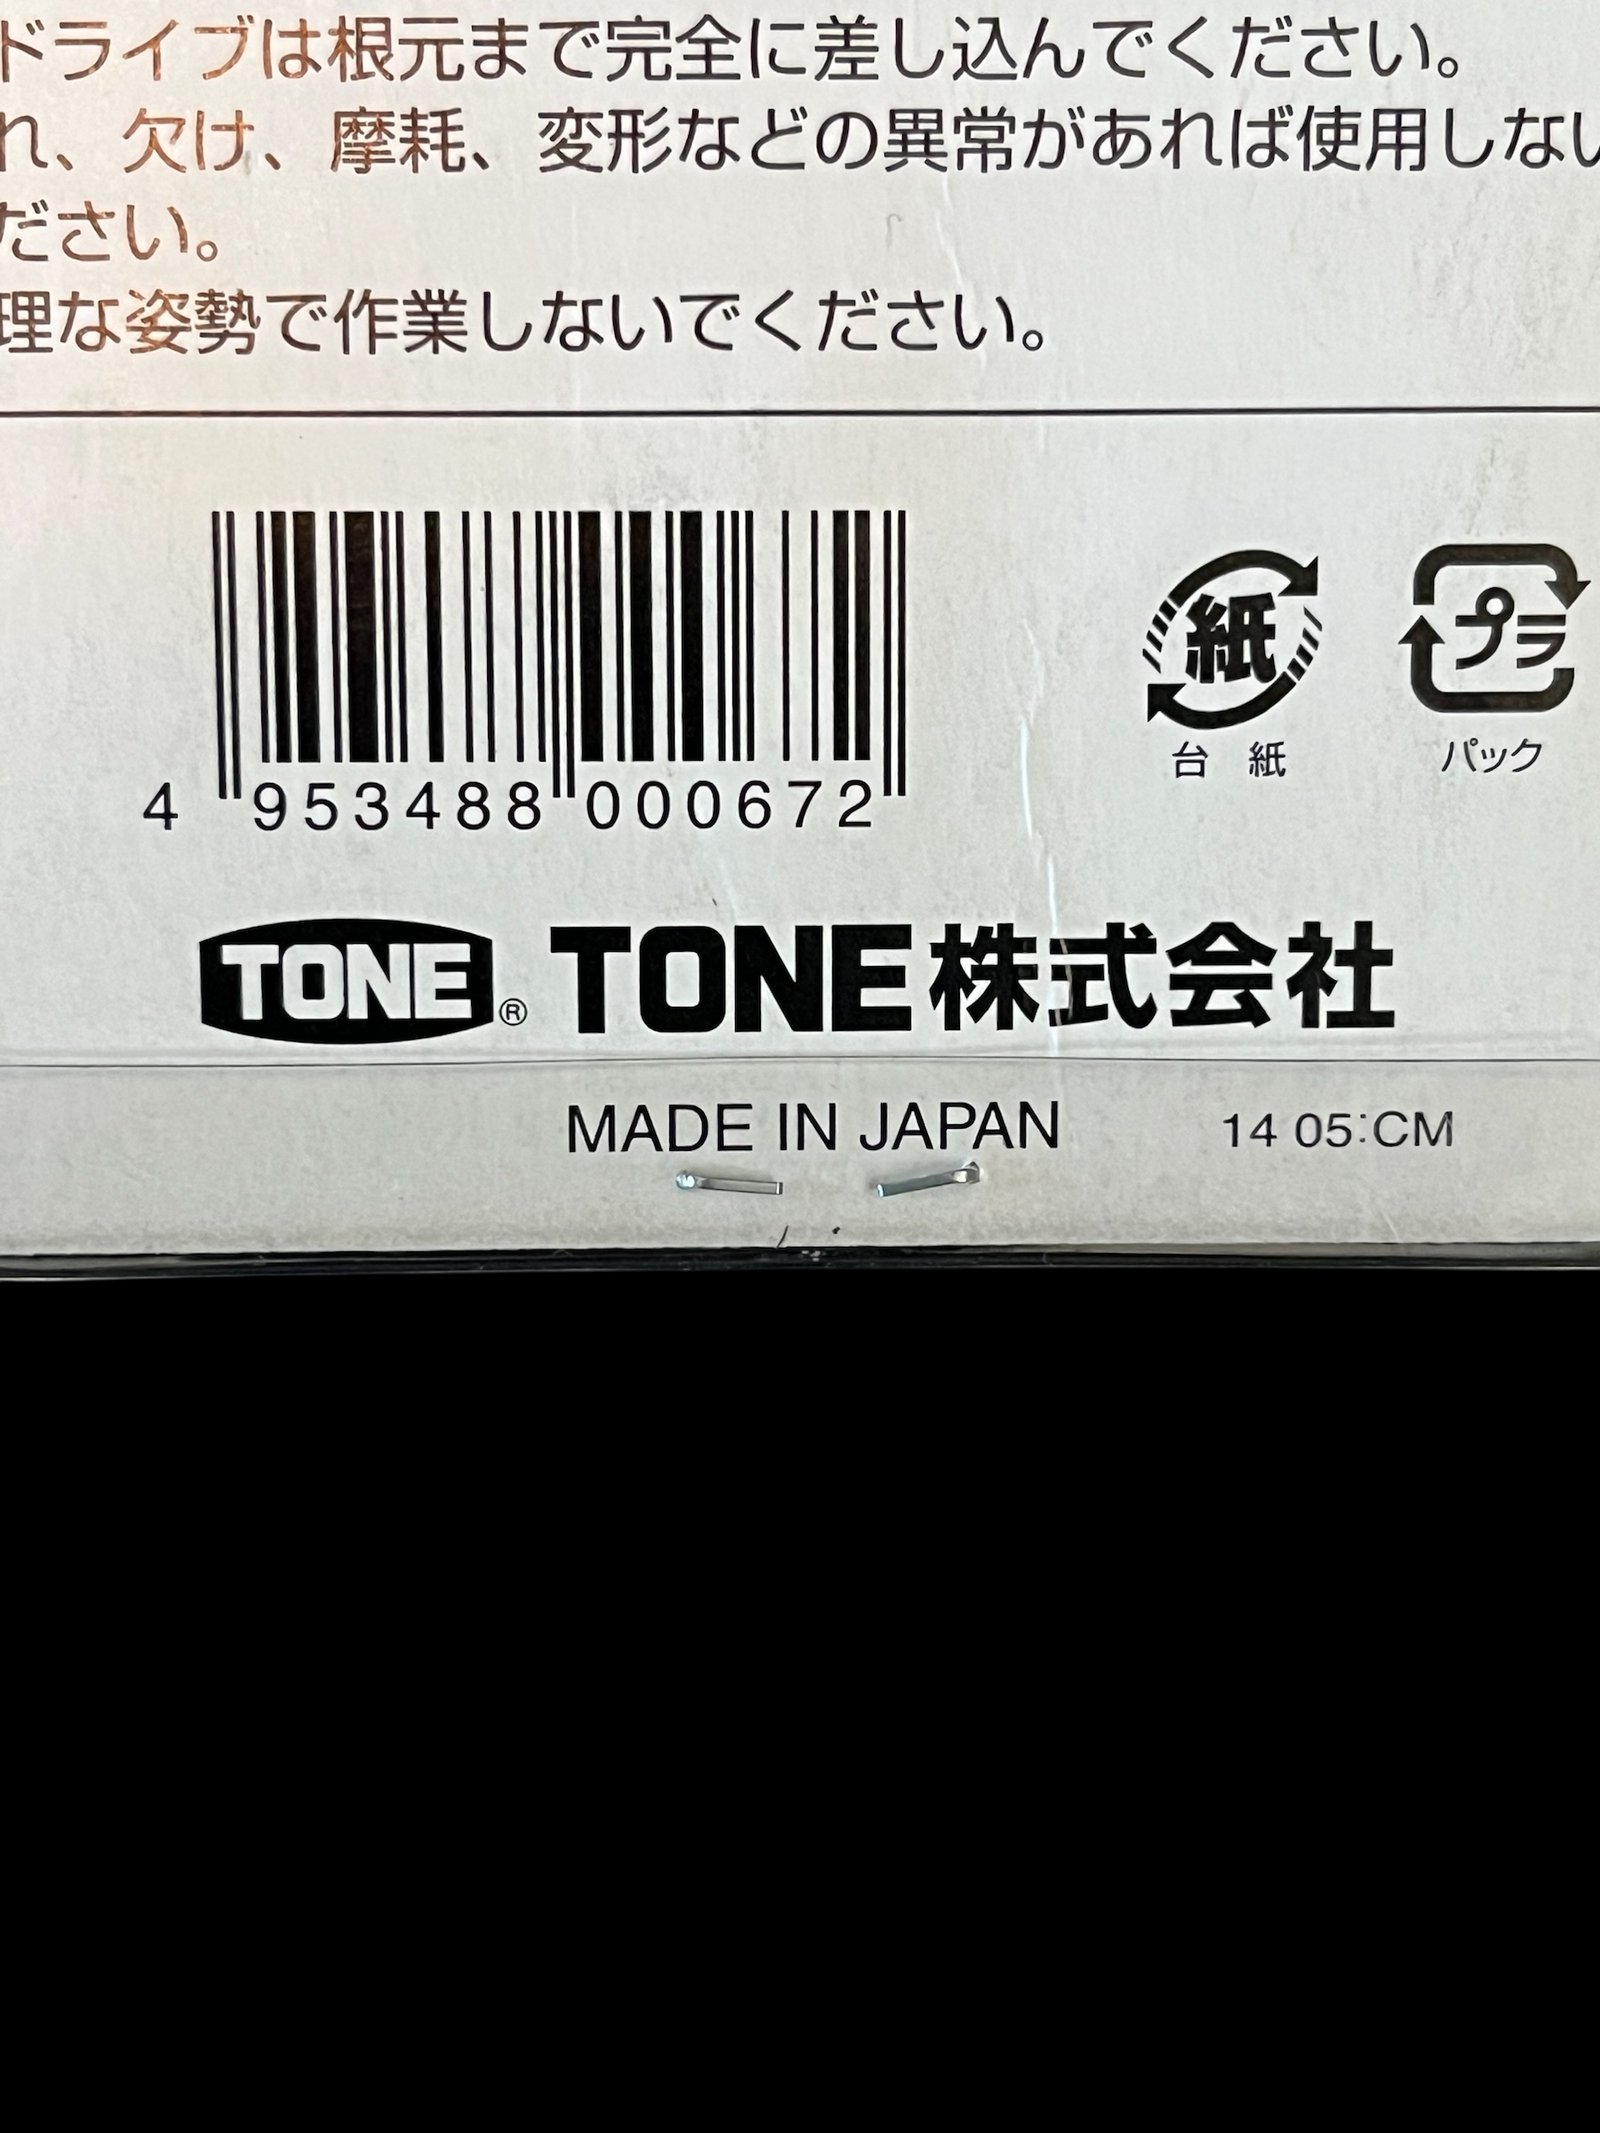 ドライブは根元まで完全に差し込んでください。
れ、欠け、摩耗、変形などの異常があれば使用しない
ださい。
理な姿勢で作業しないでください。
紙
プラ
台紙
パック
4 953488 000672
TONE® TONE株式会社
MADE IN JAPAN
14 05:CM